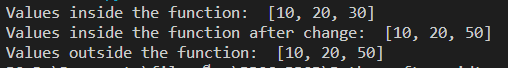 Values inside the function:  [10, 20, 30]
Values inside the function after change:  [10, 20, 50]
Values outside the function:  [10, 20, 50]